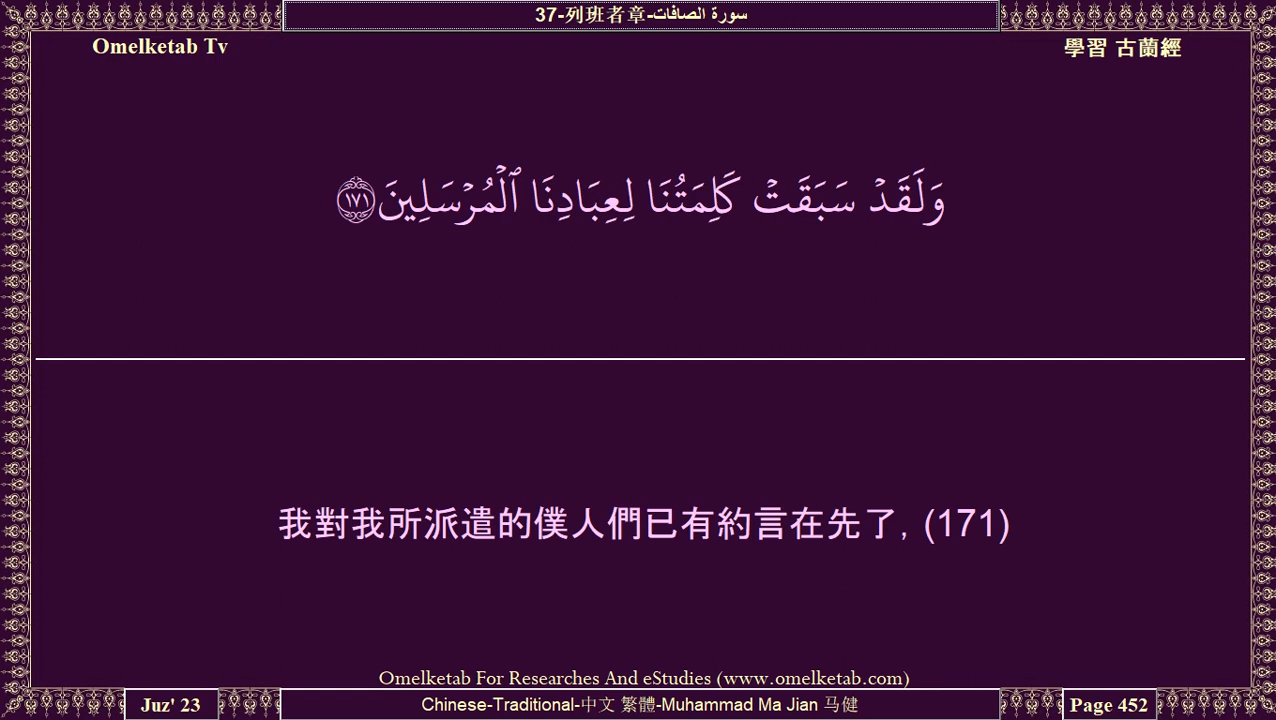 37-列班者章-سورة الصافات
Omelketab Tv
學習 古蘭經
وَلَقَدۡ سَبَقَتۡ كَلِمَتُنَا لِعِبَادِنَا ٱلۡمُرۡسَلِينَ ١٧١
我對我所派遣的僕人們已有約言在先了, (171)
Omelketab For Researches And eStudies (www.omelketab.com)
Juz' 23
Chinese-Traditional-中文 繁體-Muhammad Ma Jian 马健
Page 452